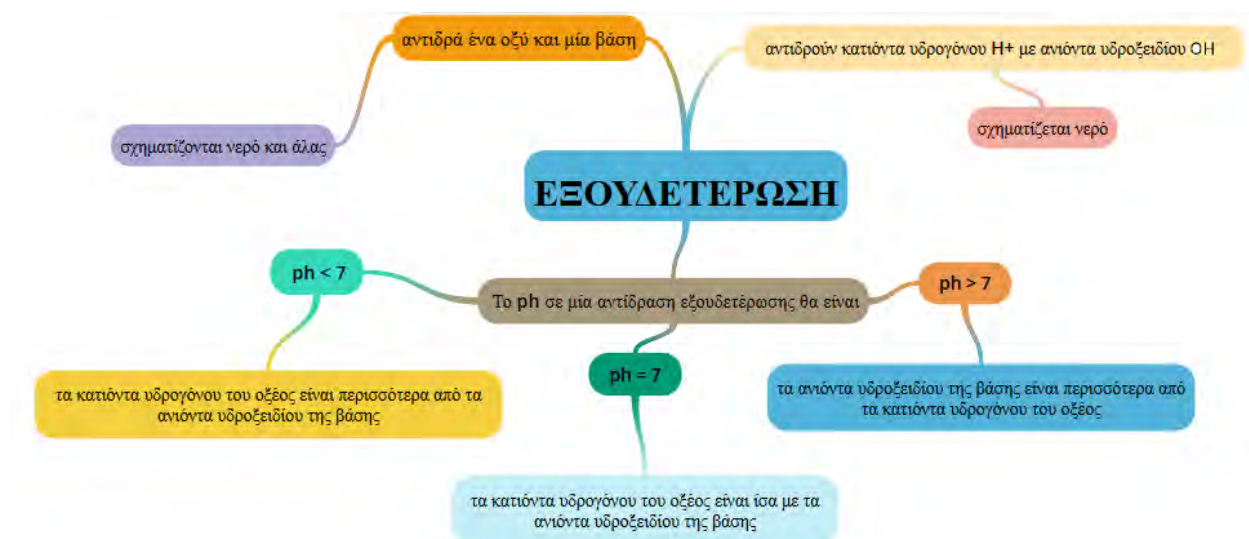 αντιδρά ένα οξύ και μία βάση
αντιδρούν κατιόντα υδρογόνου H+ με ανιόντα υδροξειδίου OH
σχηματίζονται νερό και άλας
σχηματίζεται νερό
ΕΞΟΥΔΕΤΕΡΩΣΗ
ph < 7
Το ph σε μία αντίδραση εξουδετέρωσης θα είναι
ph > 7
ph = 7
τα κατιόντα υδρογόνου του οξέος είναι περισσότερα από τα
ανιόντα υδροξειδίου της βάσης
τα ανιόντα υδροξειδίου της βάσης είναι περισσότερα από
τα κατιόντα υδρογόνου του οξέος
τα κατιόντα υδρογόνου του οξέος είναι ίσα με τα
ανιόντα υδροξειδίου της βάσης